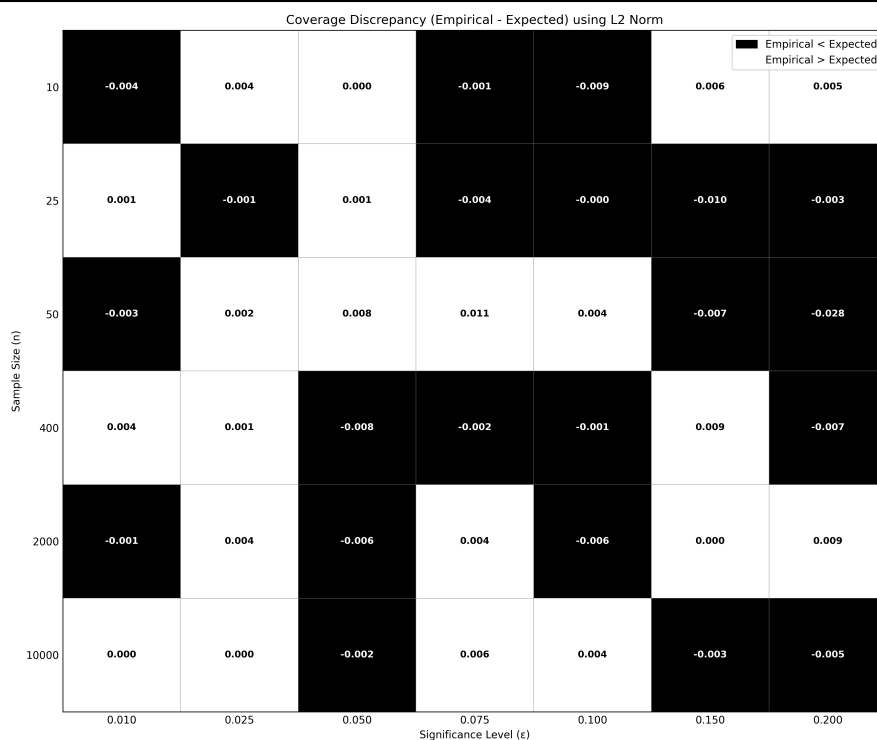 Coverage Discrepancy (Empirical - Expected) using L2 Norm
Empirical < Expected
Empirical > Expected
10 -0.004 0.004 0.000 -0.001 -0.009 0.006 0.005
25 0.001 -0.001 0.001 -0.004 -0.000 -0.010 -0.003
50 -0.003 0.002 0.008 0.011 0.004 -0.007 -0.028
400 0.004 0.001 -0.008 -0.002 -0.001 0.009 -0.007
2000 -0.001 0.004 -0.006 0.004 -0.006 0.000 0.009
10000 0.000 0.000 -0.002 0.006 0.004 -0.003 -0.005
0.010 0.025 0.050 0.075 0.100 0.150 0.200
Significance Level (ε)
Sample Size (n)